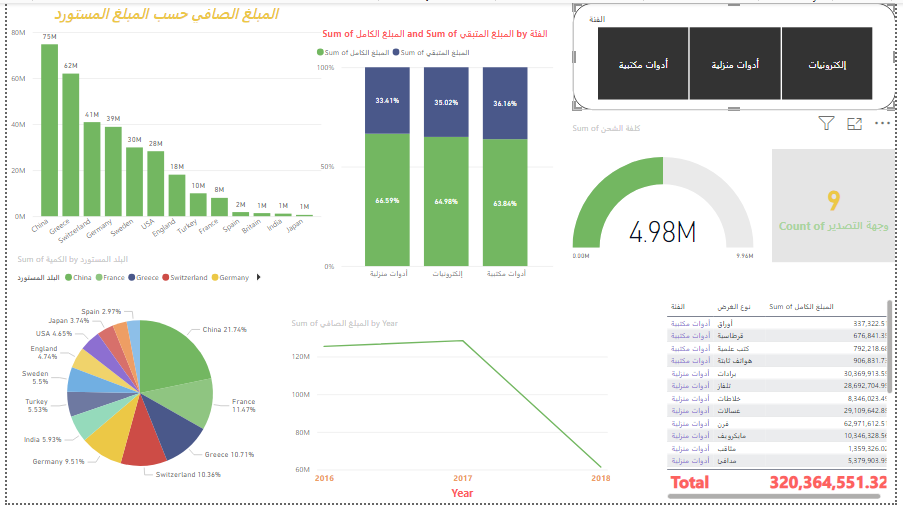 المبلغ الصافي حسب المبلغ المستورد
80M
60M
40M
20M
0M
75M
62M
41M
39M
30M
28M
18M
10M
8M
2M
1M
1M
1M
China
Greece
Switzerland
Germany
Sweden
USA
England
Turkey
France
Spain
Britain
India
Japan
Sum of المبلغ الكامل and Sum of المبلغ المتبقي by الفئة
Sum of المبلغ الكامل Sum of المبلغ المتبقي
100%
50%
0%
33.41%
35.02%
36.16%
66.59%
64.98%
63.84%
أدوات منزلية
إلكترونيات
أدوات مكتبية
الفئة
أدوات مكتبية
أدوات منزلية
إلكترونيات
Sum of كلفة الشحن
4.98M
0.00M
9.96M
9
Count of وجهة التصدير
Sum of الكمية by البلد المستورد
البلد المستورد China France Greece Switzerland Germany
China 21.74%
France
11.47%
Greece 10.71%
Switzerland 10.36%
Germany 9.51%
India 5.93%
Turkey
5.53%
Sweden
5.5%
England
4.74%
USA 4.65%
Japan 3.74%
Spain 2.97%
Sum of المبلغ الصافي by Year
120M
100M
80M
60M
2016
2017
2018
Year
الفئة نوع الغرض Sum of المبلغ الكامل
أدوات مكتبية أوراق 337,322.5
أدوات مكتبية قرطاسية 676,841.3
أدوات مكتبية كتب علمية 792,218.6
أدوات مكتبية هواتف ثابتة 906,831.7
أدوات منزلية برادات 30,369,913.5
أدوات منزلية تلفاز 28,692,704.9
أدوات منزلية خلاطات 8,346,023.4
أدوات منزلية غسالات 29,109,642.8
أدوات منزلية فرن 62,971,612.5
أدوات منزلية مايكرويف 10,346,328.5
أدوات منزلية مثاقب 1,359,326.0
أدوات منزلية مدافئ 5,379,903.9
Total 320,364,551.32